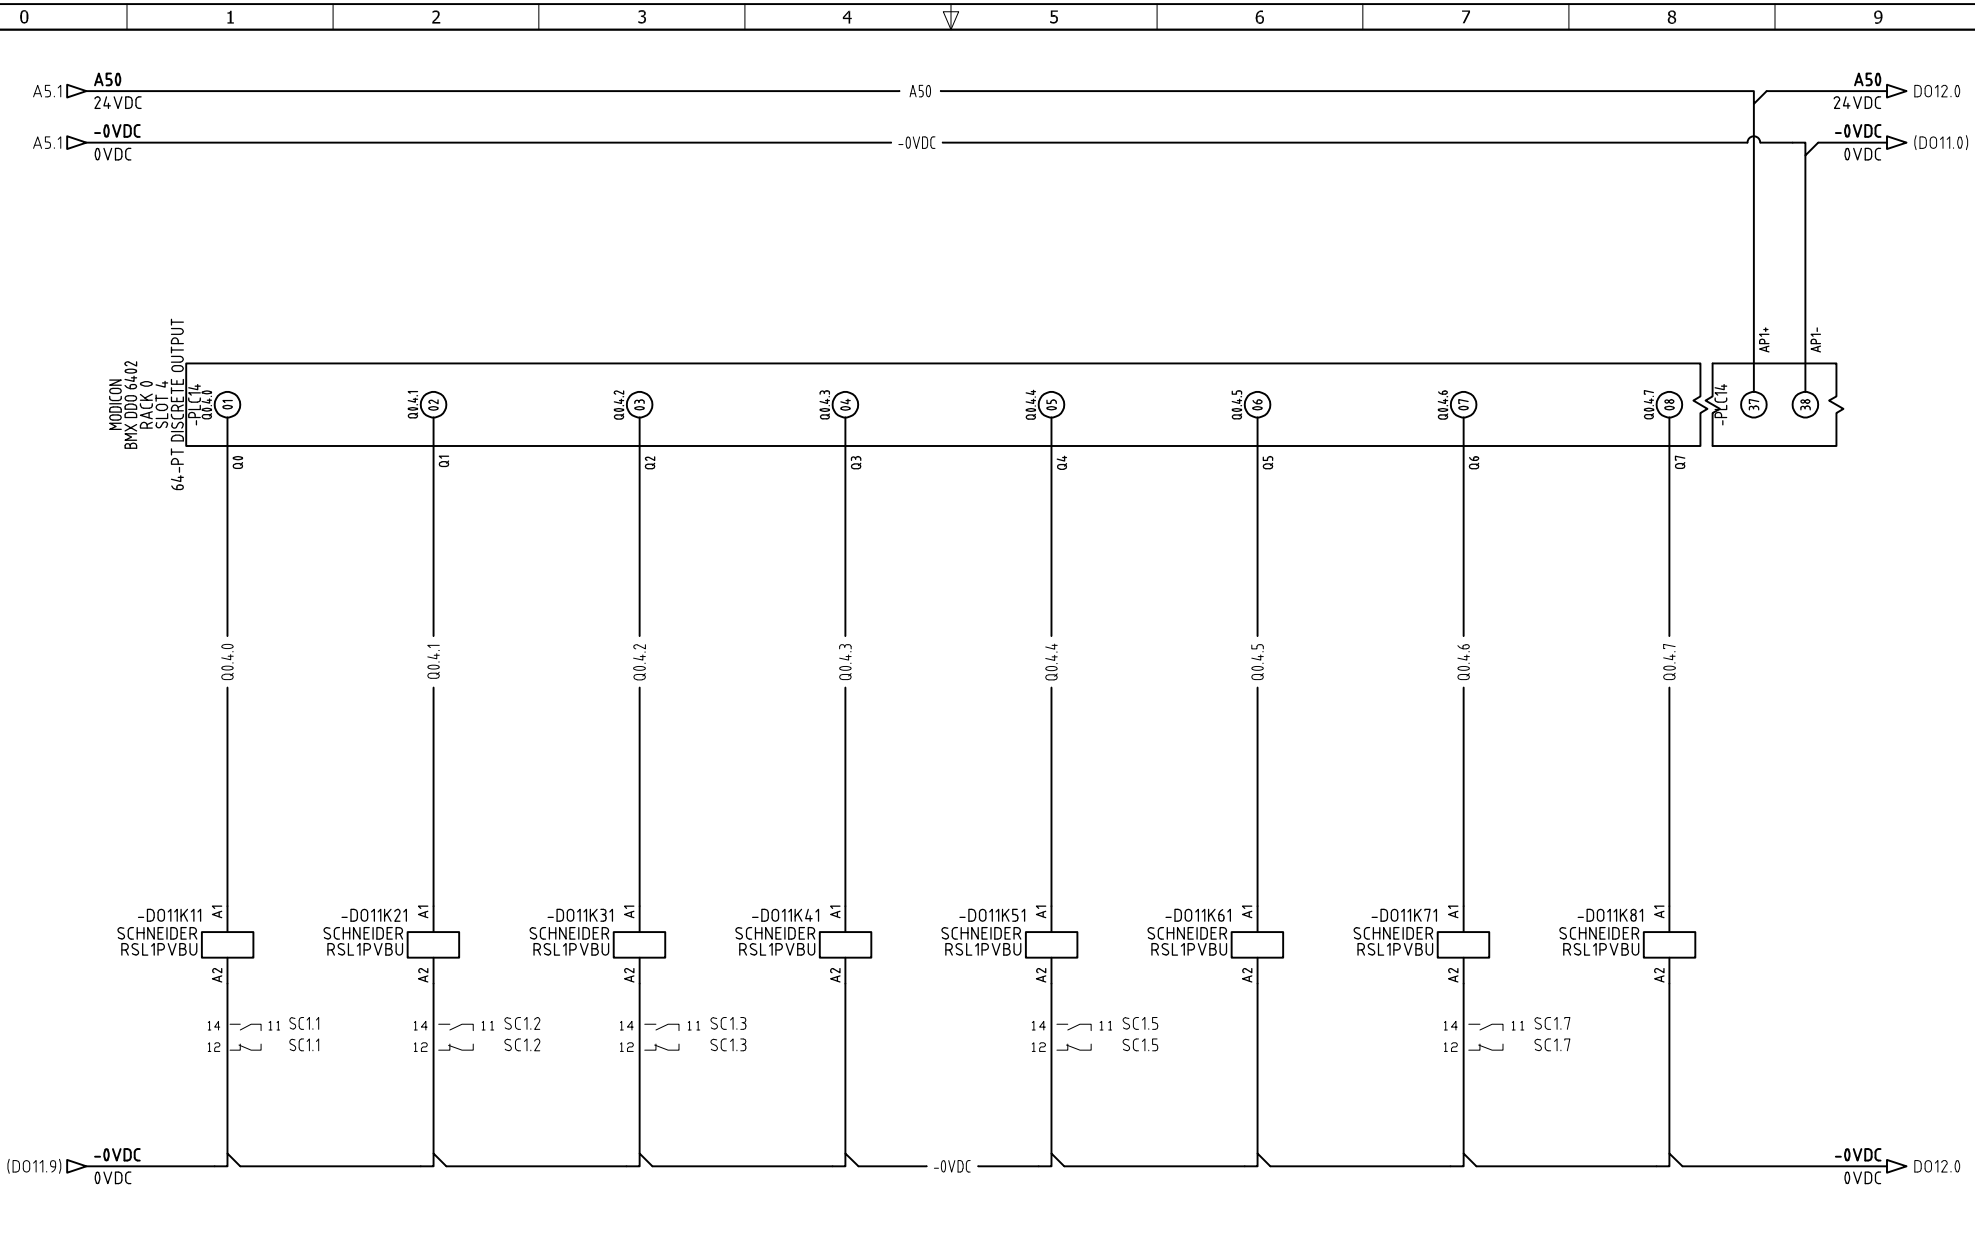 0 1 2 3 4 5 6 7 8 9
A5.1 A50 A50 A50 DO12.0
24VDC 24VDC
A5.1 -0VDC -0VDC -0VDC (DO11.0)
0VDC 0VDC
AP1+ AP1-
MODICON
BMX DDO 6402
RACK 0
SLOT 4
64-PT DISCRETE OUTPUT
-PLC14
Q0.4.0 01 Q0.4.1 02 Q0.4.2 03 Q0.4.3 04 Q0.4.4 05 Q0.4.5 06 Q0.4.6 07 Q0.4.7 08 -PLC14 37 38
Q0 Q1 Q2 Q3 Q4 Q5 Q6 Q7
Q0.4.0 Q0.4.1 Q0.4.2 Q0.4.3 Q0.4.4 Q0.4.5 Q0.4.6 Q0.4.7
-DO11K11 A1 -DO11K21 A1 -DO11K31 A1 -DO11K41 A1 -DO11K51 A1 -DO11K61 A1 -DO11K71 A1 -DO11K81 A1
SCHNEIDER SCHNEIDER SCHNEIDER SCHNEIDER SCHNEIDER SCHNEIDER SCHNEIDER SCHNEIDER
RSL1PVBU RSL1PVBU RSL1PVBU RSL1PVBU RSL1PVBU RSL1PVBU RSL1PVBU RSL1PVBU
A2 A2 A2 A2 A2 A2 A2 A2
14 11 SC1.1 14 11 SC1.2 14 11 SC1.3 14 11 SC1.5 14 11 SC1.7
12 SC1.1 12 SC1.2 12 SC1.3 12 SC1.5 12 SC1.7
(DO11.9) -0VDC -0VDC -0VDC DO12.0
0VDC 0VDC